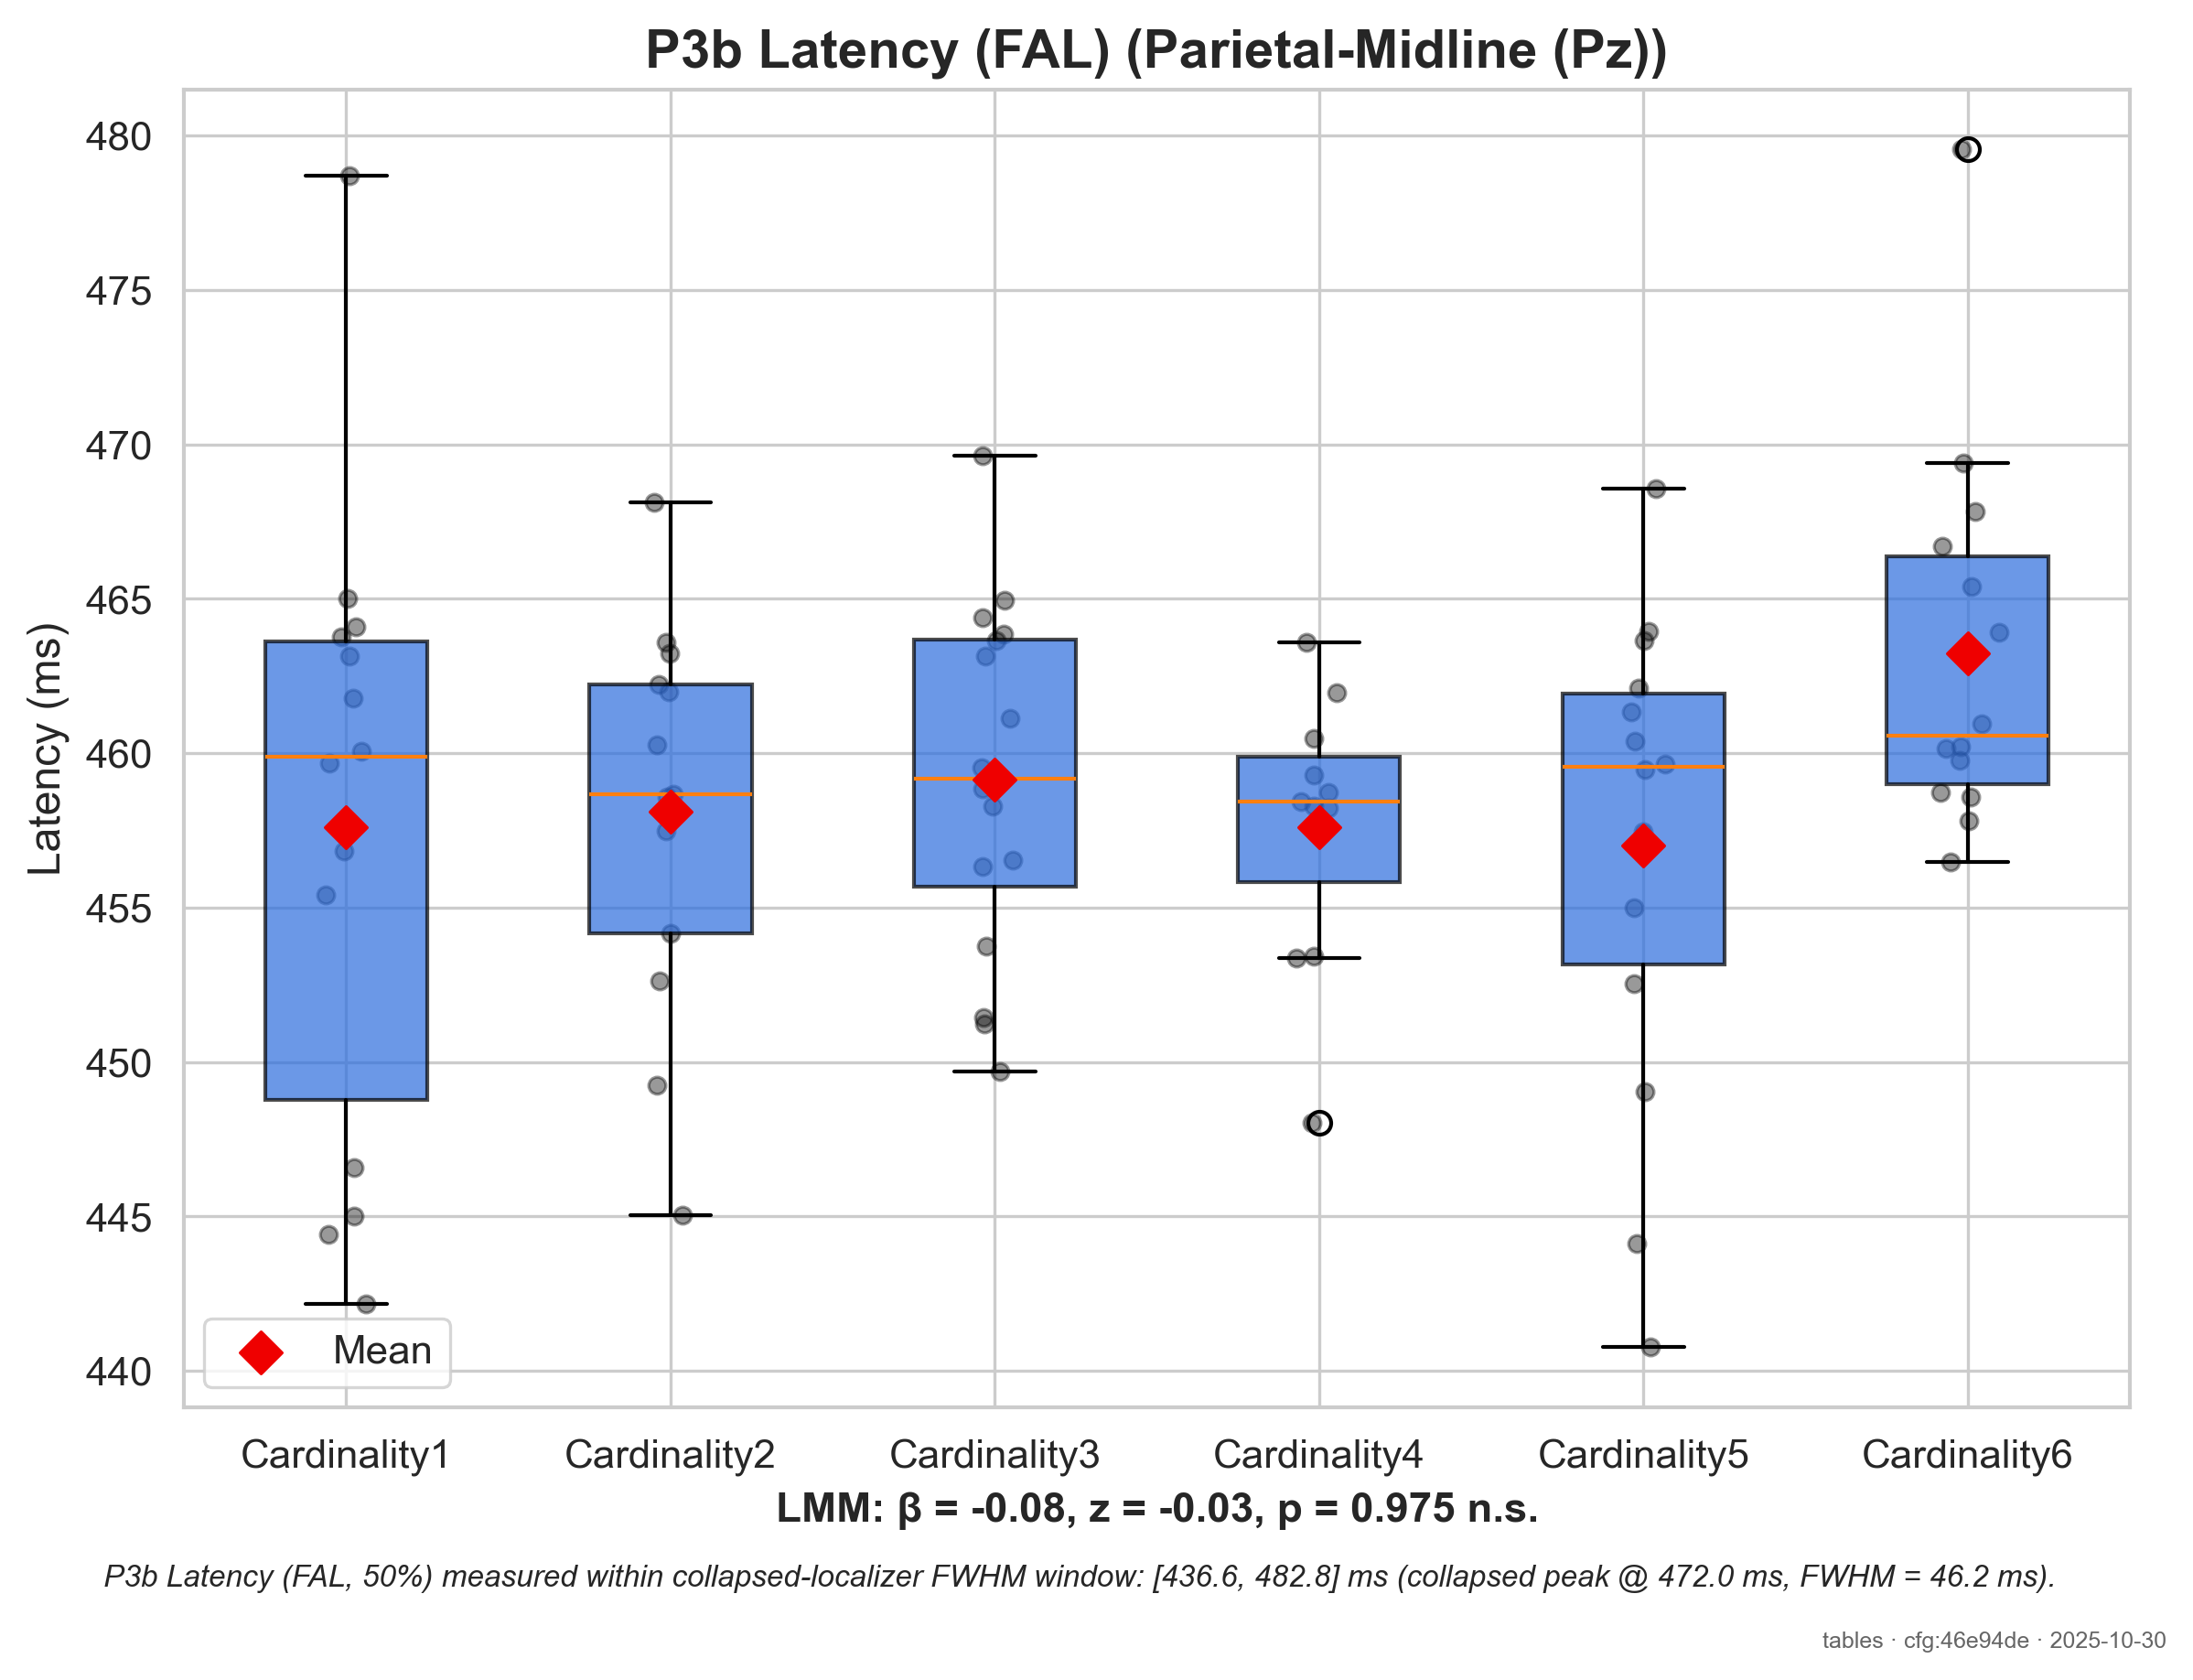 P3b Latency (FAL) (Parietal-Midline (Pz))
Latency (ms)
480
475
470
465
460
455
450
445
440
Mean
Cardinality1
Cardinality2
Cardinality3
Cardinality4
Cardinality5
Cardinality6
LMM: β = -0.08, z = -0.03, p = 0.975 n.s.
P3b Latency (FAL, 50%) measured within collapsed-localizer FWHM window: [436.6, 482.8] ms (collapsed peak @ 472.0 ms, FWHM = 46.2 ms).
tables · cfg:46e94de · 2025-10-30